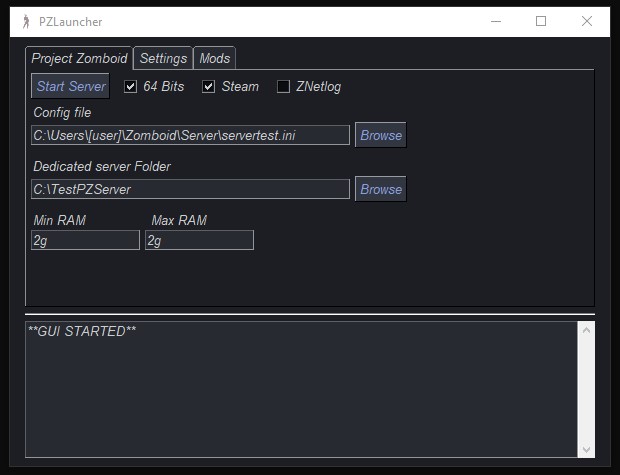 PZLauncher
Project Zomboid Settings Mods
Start Server 64 Bits Steam ZNetlog
Config file
C:\Users\[user]\Zomboid\Server\servertest.ini Browse
Dedicated server Folder
C:\TestPZServer Browse
Min RAM Max RAM
2g 2g
**GUI STARTED**